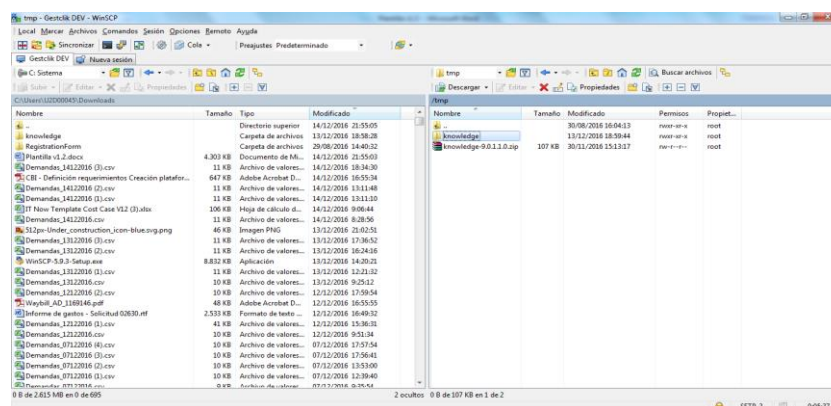 tmp - Gestclik DEV - WinSCP
Local Marcar Archivos Comandos Sesión Opciones Remoto Ayuda
Sincronizar Cola Preajustes Predeterminado
Gestclik DEV Nueva sesión
C: Sistema tmp Buscar archivos
Subir Editar Propiedades Descargar Editar Propiedades
C:\Users\U2D00045\Downloads /tmp
Nombre Tamaño Tipo Modificado Nombre Tamaño Modificado Permisos Propiet...
.. Directorio superior 14/12/2016 21:55:05 .. 30/08/2016 16:04:13 rwxr-xr-x root
knowledge Carpeta de archivos 13/12/2016 18:58:28 knowledge 13/12/2016 18:59:44 rwxr-xr-x root
RegistrationForm Carpeta de archivos 29/08/2016 14:40:32 knowledge-9.0.1.1.0.zip 107 KB 30/11/2016 15:13:17 rw-r--r-- root
Plantilla v1.2.docx 4.303 KB Documento de Mi... 14/12/2016 21:55:03
Demandas_14122016 (3).csv 11 KB Archivo de valores... 14/12/2016 18:34:30
CBI - Definición requerimientos Creación platafor... 647 KB Adobe Acrobat D... 14/12/2016 16:55:34
Demandas_14122016 (2).csv 11 KB Archivo de valores... 14/12/2016 13:11:48
Demandas_14122016 (1).csv 11 KB Archivo de valores... 14/12/2016 13:11:10
IT Now Template Cost Case V12 (3).xlsx 106 KB Hoja de cálculo d... 14/12/2016 9:06:44
Demandas_14122016.csv 11 KB Archivo de valores... 14/12/2016 8:28:56
512px-Under_construction_icon-blue.svg.png 46 KB Imagen PNG 13/12/2016 21:02:51
Demandas_13122016 (3).csv 11 KB Archivo de valores... 13/12/2016 17:36:52
Demandas_13122016 (2).csv 11 KB Archivo de valores... 13/12/2016 16:24:16
WinSCP-5.9.3-Setup.exe 8.832 KB Aplicación 13/12/2016 14:20:21
Demandas_13122016 (1).csv 11 KB Archivo de valores... 13/12/2016 12:21:32
Demandas_13122016.csv 10 KB Archivo de valores... 13/12/2016 9:25:12
Demandas_12122016 (2).csv 10 KB Archivo de valores... 12/12/2016 17:59:54
Waybill_AD_1169146.pdf 48 KB Adobe Acrobat D... 12/12/2016 16:55:55
Informe de gastos - Solicitud 02630.rtf 2.533 KB Formato de texto ... 12/12/2016 16:49:32
Demandas_12122016 (1).csv 41 KB Archivo de valores... 12/12/2016 15:36:31
Demandas_12122016.csv 10 KB Archivo de valores... 12/12/2016 9:51:34
Demandas_07122016 (4).csv 10 KB Archivo de valores... 07/12/2016 17:57:54
Demandas_07122016 (3).csv 10 KB Archivo de valores... 07/12/2016 17:56:41
Demandas_07122016 (2).csv 10 KB Archivo de valores... 07/12/2016 13:53:00
Demandas_07122016 (1).csv 10 KB Archivo de valores... 07/12/2016 12:39:40
Demandas_07122016.csv 9 KB Archivo de valores... 07/12/2016 9:35:54
0 B de 2.615 MB en 0 de 695 2 ocultos 0 B de 107 KB en 1 de 2
SFTP-3 0:06:37